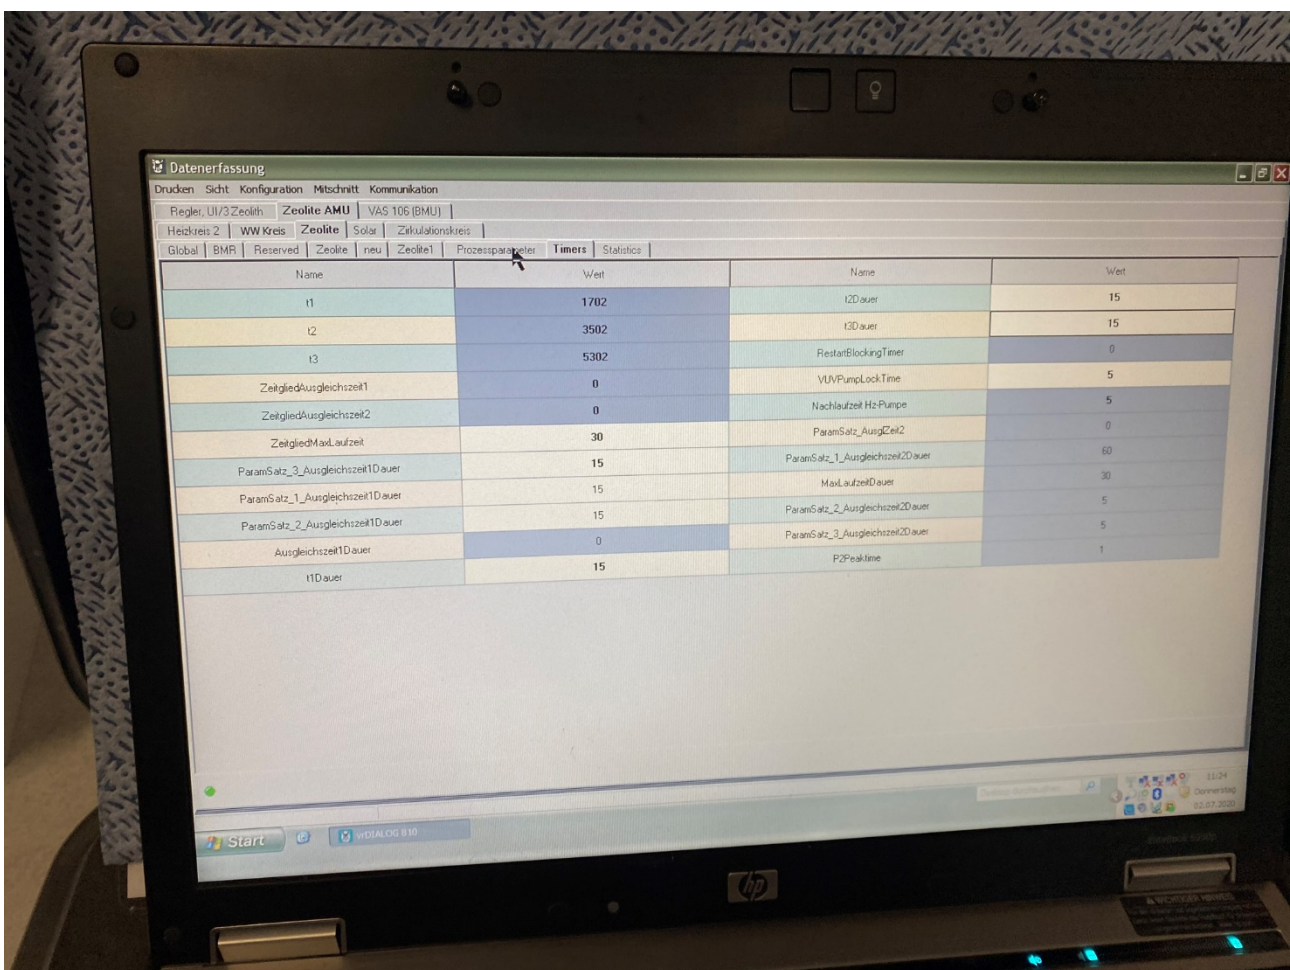 Datenerfassung
Drucken Sicht Konfiguration Mitschnitt Kommunikation
Regler, UI/3 Zeolith Zeolite AMU VAS 106 (BMU)
Heizkreis 2 WW Kreis Zeolite Solar Zirkulationskreis
Global BMR Reserved Zeolite neu Zeolite1 Prozessparameter Timers Statistics
Name Wert Name Wert
t1 1702 t2Dauer 15
t2 3502 t3Dauer 15
t3 5302 RestartBlockingTimer 0
ZeitgliedAusgleichszeit1 0 VUVPumpLockTime 5
ZeitgliedAusgleichszeit2 0 Nachlaufzeit Hz-Pumpe 5
ZeitgliedMaxLaufzeit 30 ParamSatz_AusglZeit2 0
ParamSatz_3_Ausgleichszeit1Dauer 15 ParamSatz_1_Ausgleichszeit2Dauer 60
ParamSatz_1_Ausgleichszeit1Dauer 15 MaxLaufzeitDauer 30
ParamSatz_2_Ausgleichszeit1Dauer 15 ParamSatz_2_Ausgleichszeit2Dauer 5
Ausgleichszeit1Dauer 0 ParamSatz_3_Ausgleichszeit2Dauer 5
t1Dauer 15 P2Peaktime 1
11:24
Donnerstag
02.07.2020
Start vrDIALOG 810
hp
WICHTIGER HINWEIS